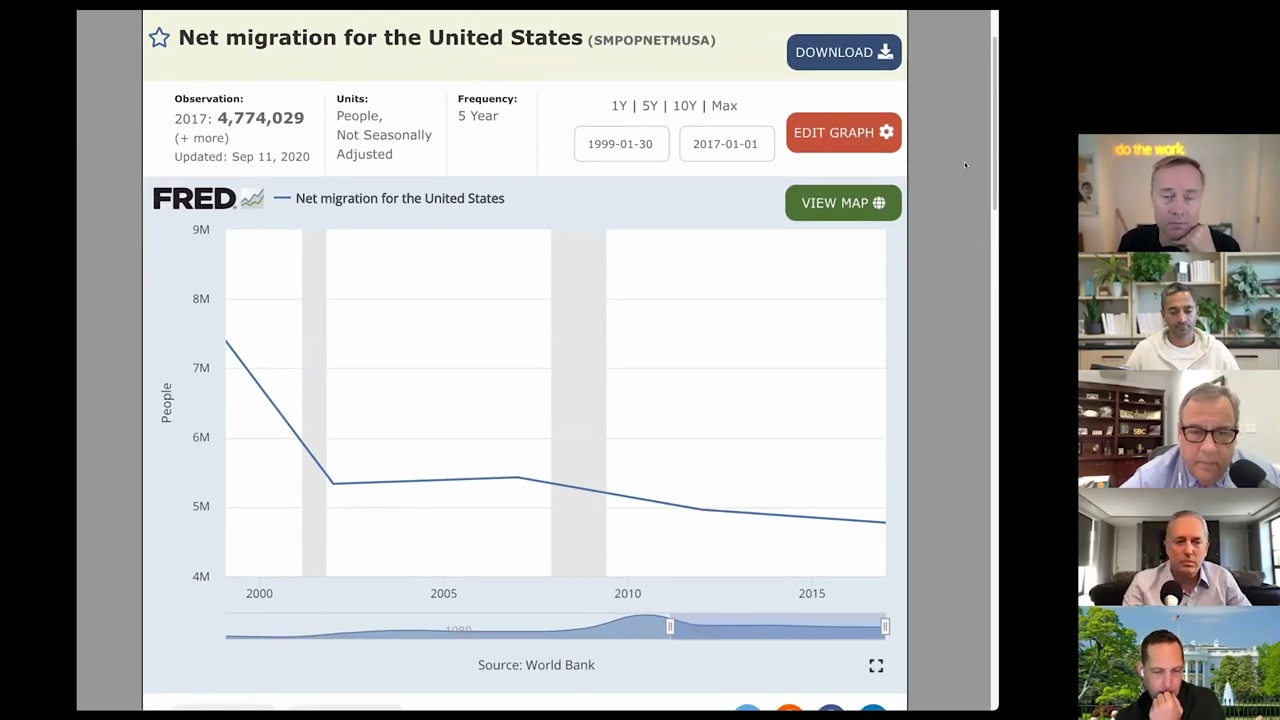 Net migration for the United States (SMPOPNETMUSA)
DOWNLOAD
Observation:
2017: 4,774,029
(+ more)
Updated: Sep 11, 2020
Units:
People,
Not Seasonally
Adjusted
Frequency:
5 Year
1Y | 5Y | 10Y | Max
1999-01-30
2017-01-01
EDIT GRAPH
FRED
Net migration for the United States
VIEW MAP
9M
8M
7M
6M
5M
4M
People
2000
2005
2010
2015
1980
Source: World Bank
do the work
SBC